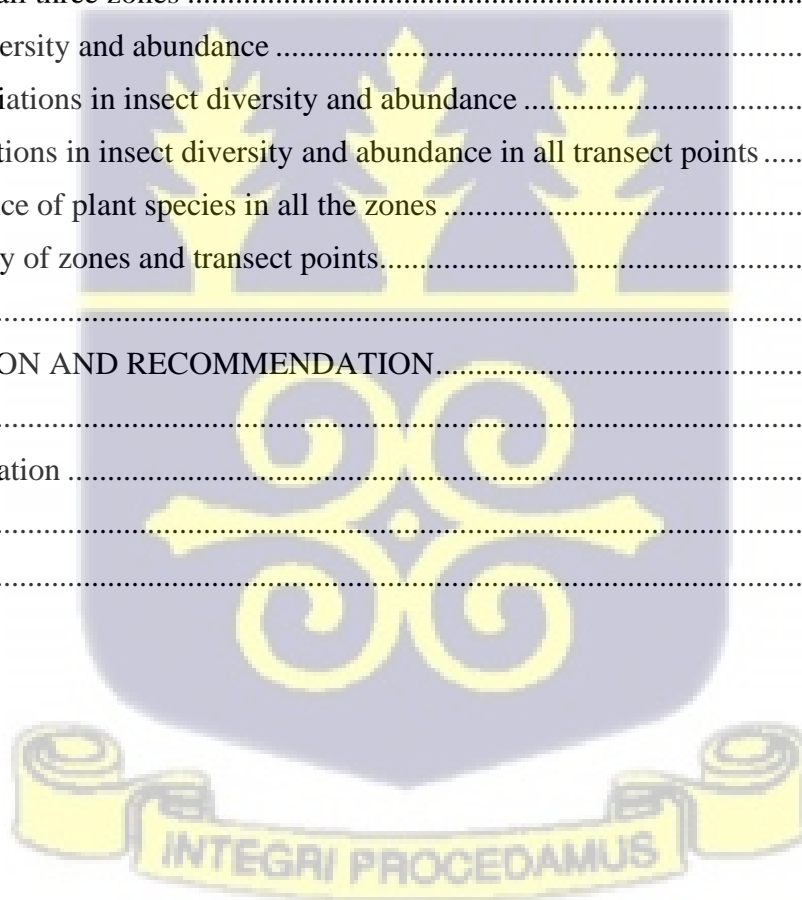 three zones ................................................................
ersity and abundance ................................................................
iations in insect diversity and abundance ........................................
tions in insect diversity and abundance in all transect points .....
ce of plant species in all the zones ..................................................
y of zones and transect points..........................................................
................................................................................................
ON AND RECOMMENDATION..................................................
................................................................................................
ation ........................................................................................
................................................................................................
................................................................................................
INTEGRI PROCEDAMUS